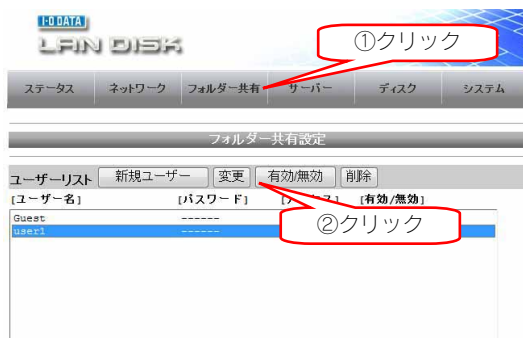 I-O DATA
LAN DISK
①クリック
ステータス ネットワーク フォルダー共有 サーバー ディスク システム
フォルダー共有設定
ユーザーリスト 新規ユーザー 変更 有効/無効 削除
[ユーザー名] [パスワード] [有効/無効]
Guest ------
user1 ------
②クリック